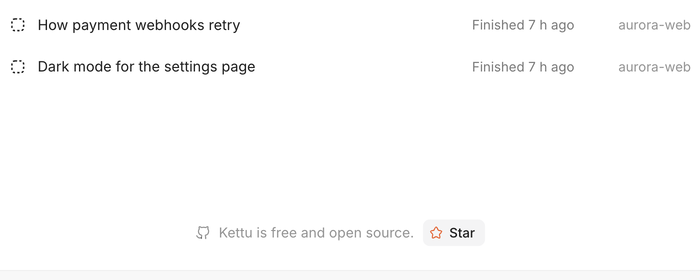 How payment webhooks retry Finished 7 h ago aurora-web
Dark mode for the settings page Finished 7 h ago aurora-web
Kettu is free and open source. Star